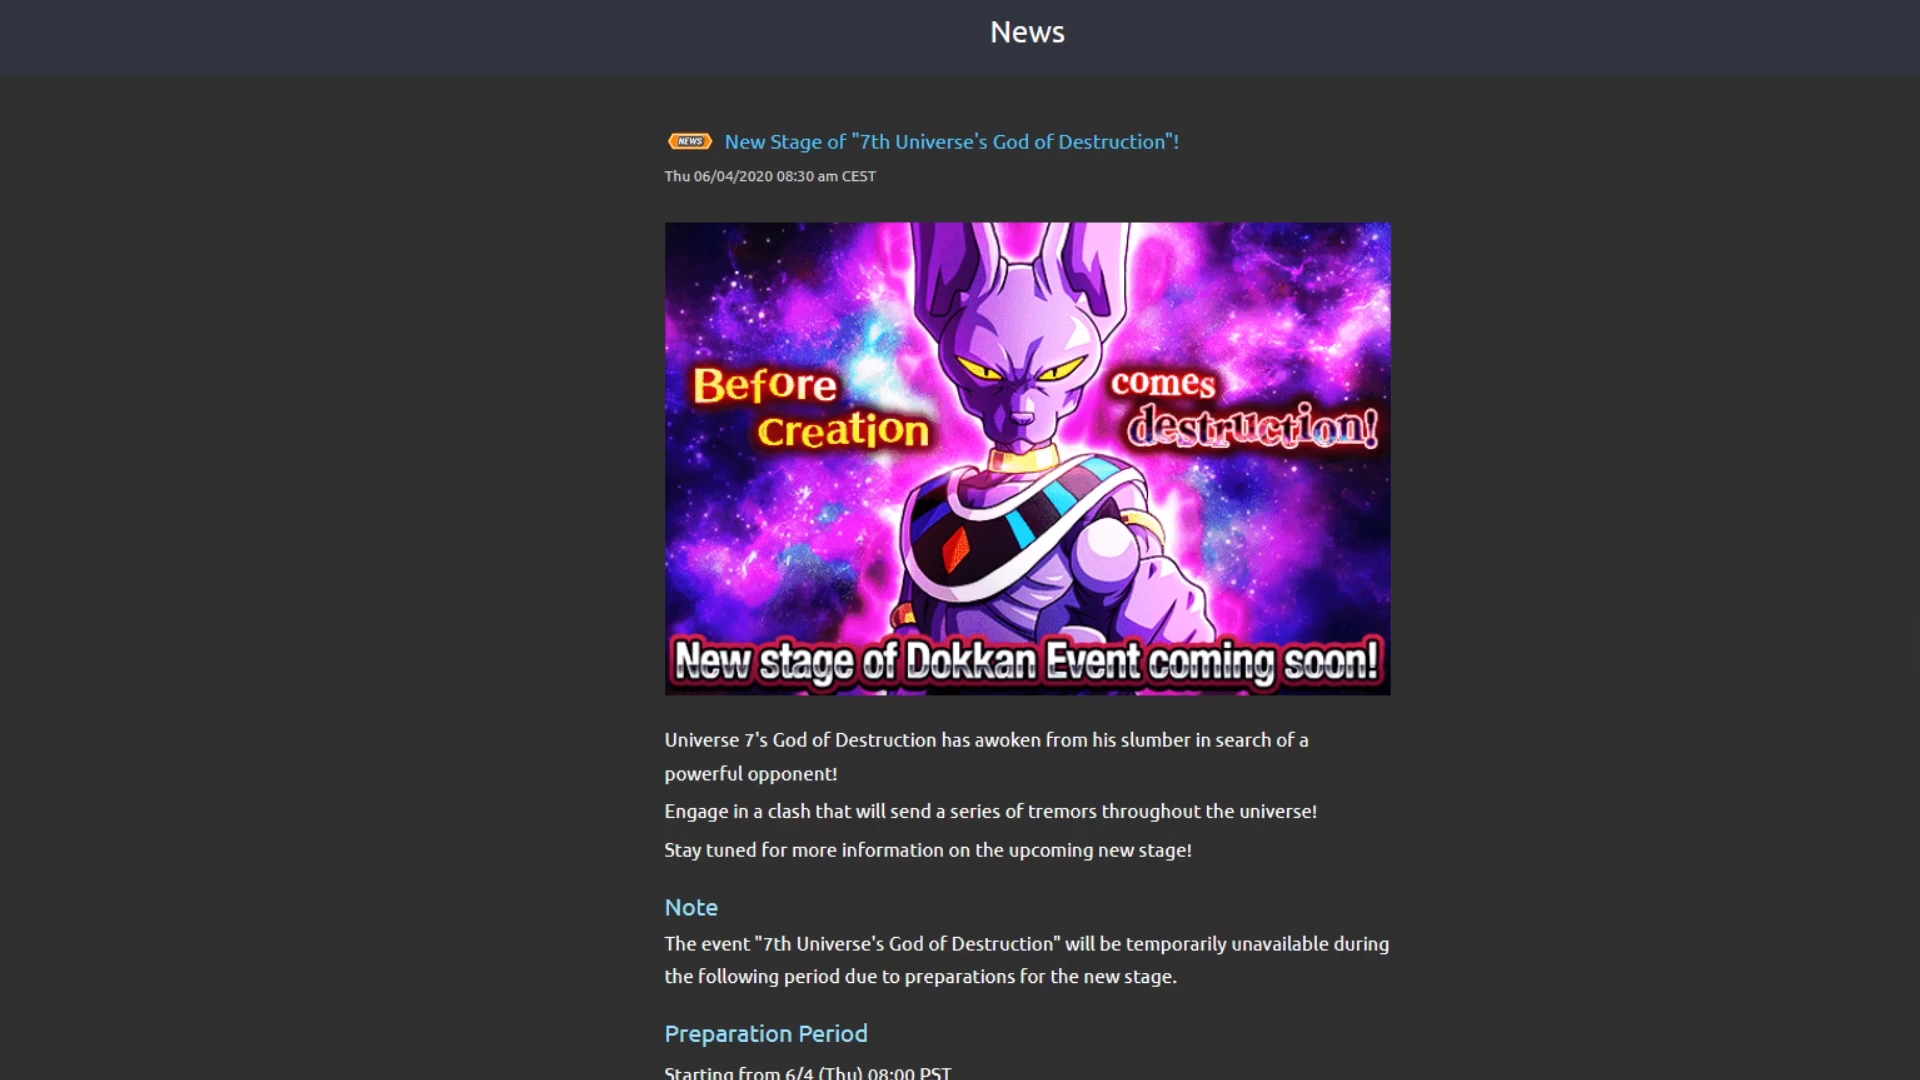 News
NEWS New Stage of "7th Universe's God of Destruction"!
Thu 06/04/2020 08:30 am CEST
Before
Creation
comes
destruction!
New stage of Dokkan Event coming soon!
Universe 7's God of Destruction has awoken from his slumber in search of a
powerful opponent!
Engage in a clash that will send a series of tremors throughout the universe!
Stay tuned for more information on the upcoming new stage!
Note
The event "7th Universe's God of Destruction" will be temporarily unavailable during
the following period due to preparations for the new stage.
Preparation Period
Starting from 6/4 (Thu) 08:00 PST